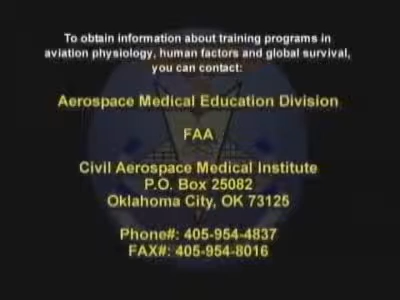 To obtain information about training programs in
aviation physiology, human factors and global survival,
you can contact:
Aerospace Medical Education Division
FAA
Civil Aerospace Medical Institute
P.O. Box 25082
Oklahoma City, OK 73125
Phone#: 405-954-4837
FAX#: 405-954-8016